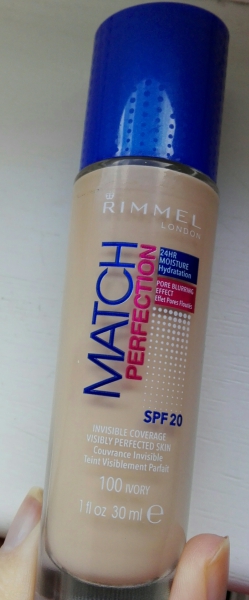 RIMMEL
LONDON
MATCH
PERFECTION
24HR
MOISTURE
Hydratation
PORE BLURRING
EFFECT
Effet Pores Floutés
SPF 20
INVISIBLE COVERAGE
VISIBLY PERFECTED SKIN
Couvrance Invisible
Teint Visiblement Parfait
100 IVORY
1 fl oz 30 ml e